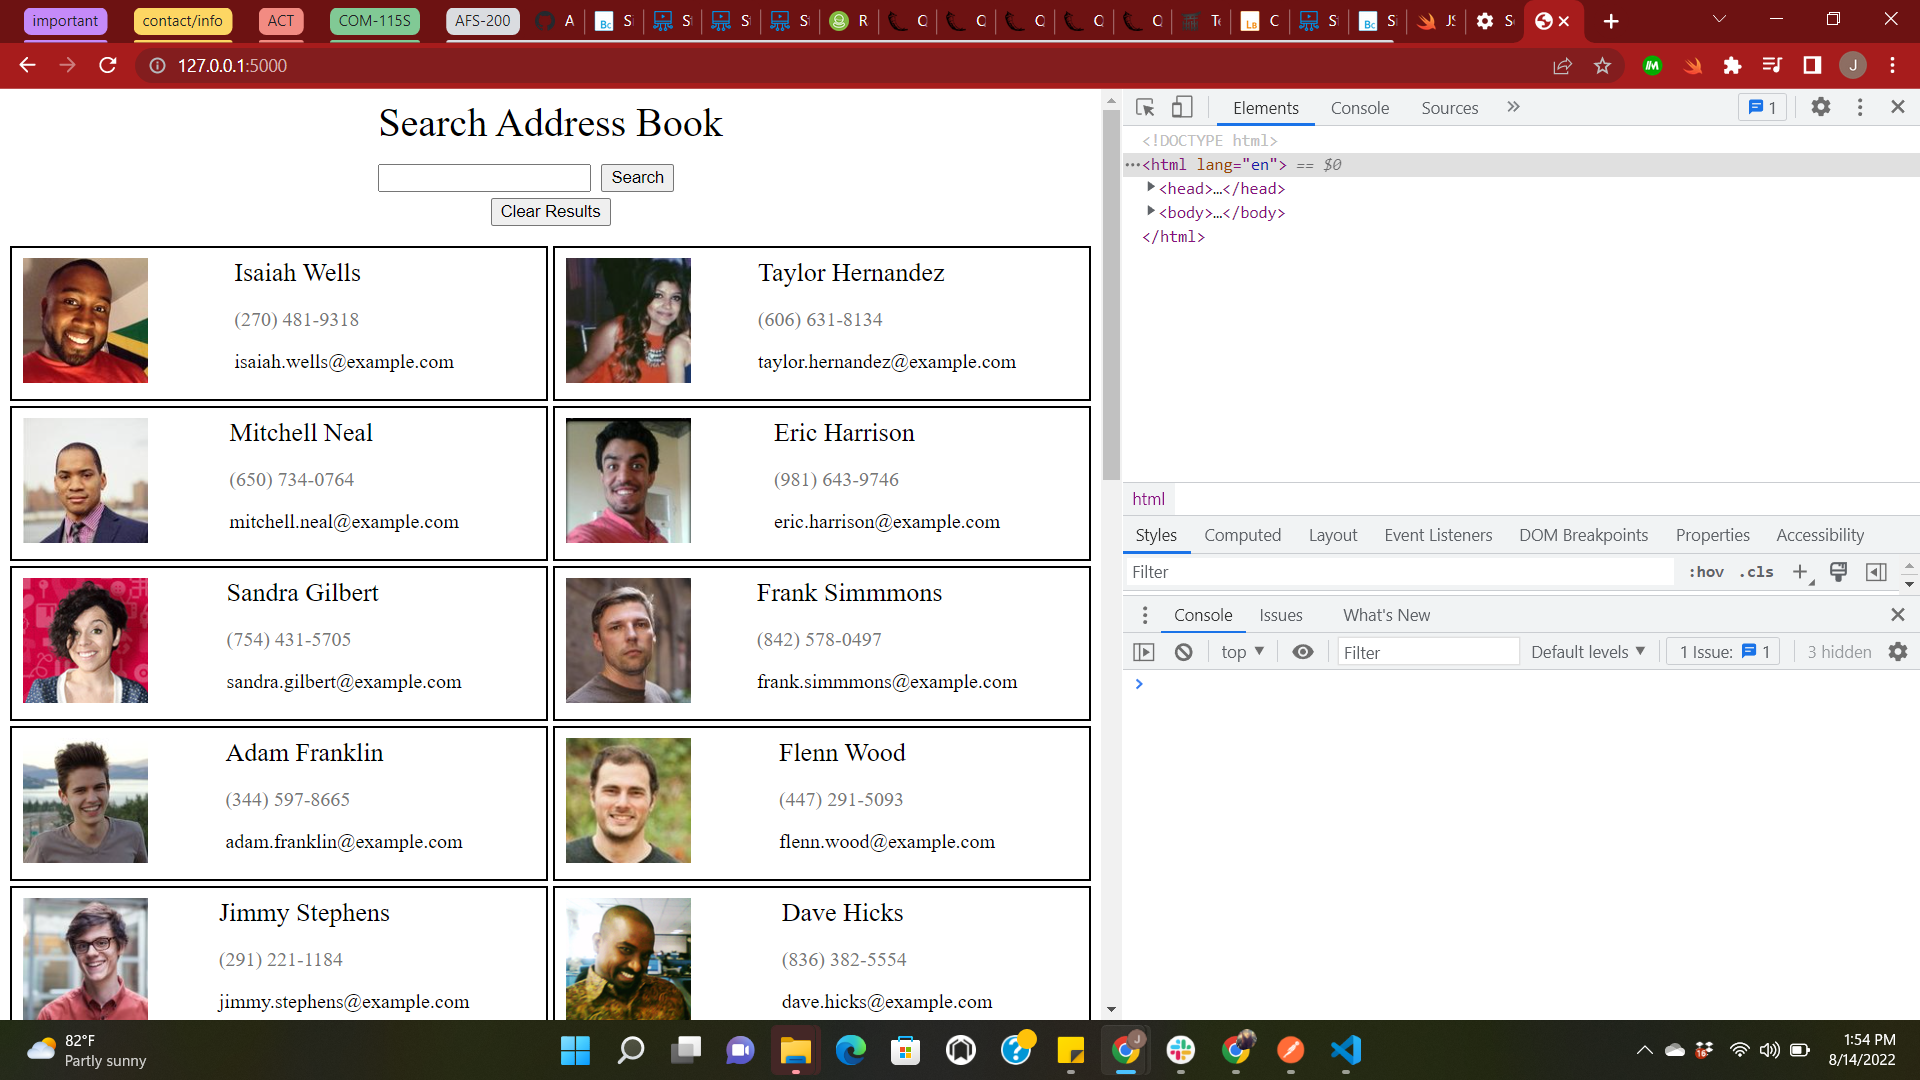 important contact/info ACT COM-115S AFS-200
127.0.0.1:5000
Search Address Book
Search
Clear Results
Isaiah Wells
(270) 481-9318
isaiah.wells@example.com
Taylor Hernandez
(606) 631-8134
taylor.hernandez@example.com
Mitchell Neal
(650) 734-0764
mitchell.neal@example.com
Eric Harrison
(981) 643-9746
eric.harrison@example.com
Sandra Gilbert
(754) 431-5705
sandra.gilbert@example.com
Frank Simmmons
(842) 578-0497
frank.simmmons@example.com
Adam Franklin
(344) 597-8665
adam.franklin@example.com
Flenn Wood
(447) 291-5093
flenn.wood@example.com
Jimmy Stephens
(291) 221-1184
jimmy.stephens@example.com
Dave Hicks
(836) 382-5554
dave.hicks@example.com
Elements Console Sources » 1
<!DOCTYPE html>
…<html lang="en"> == $0
<head>…</head>
<body>…</body>
</html>
html
Styles Computed Layout Event Listeners DOM Breakpoints Properties Accessibility
Filter :hov .cls +
Console Issues What's New
top Filter Default levels 1 Issue: 1 3 hidden
82°F
Partly sunny
1:54 PM
8/14/2022